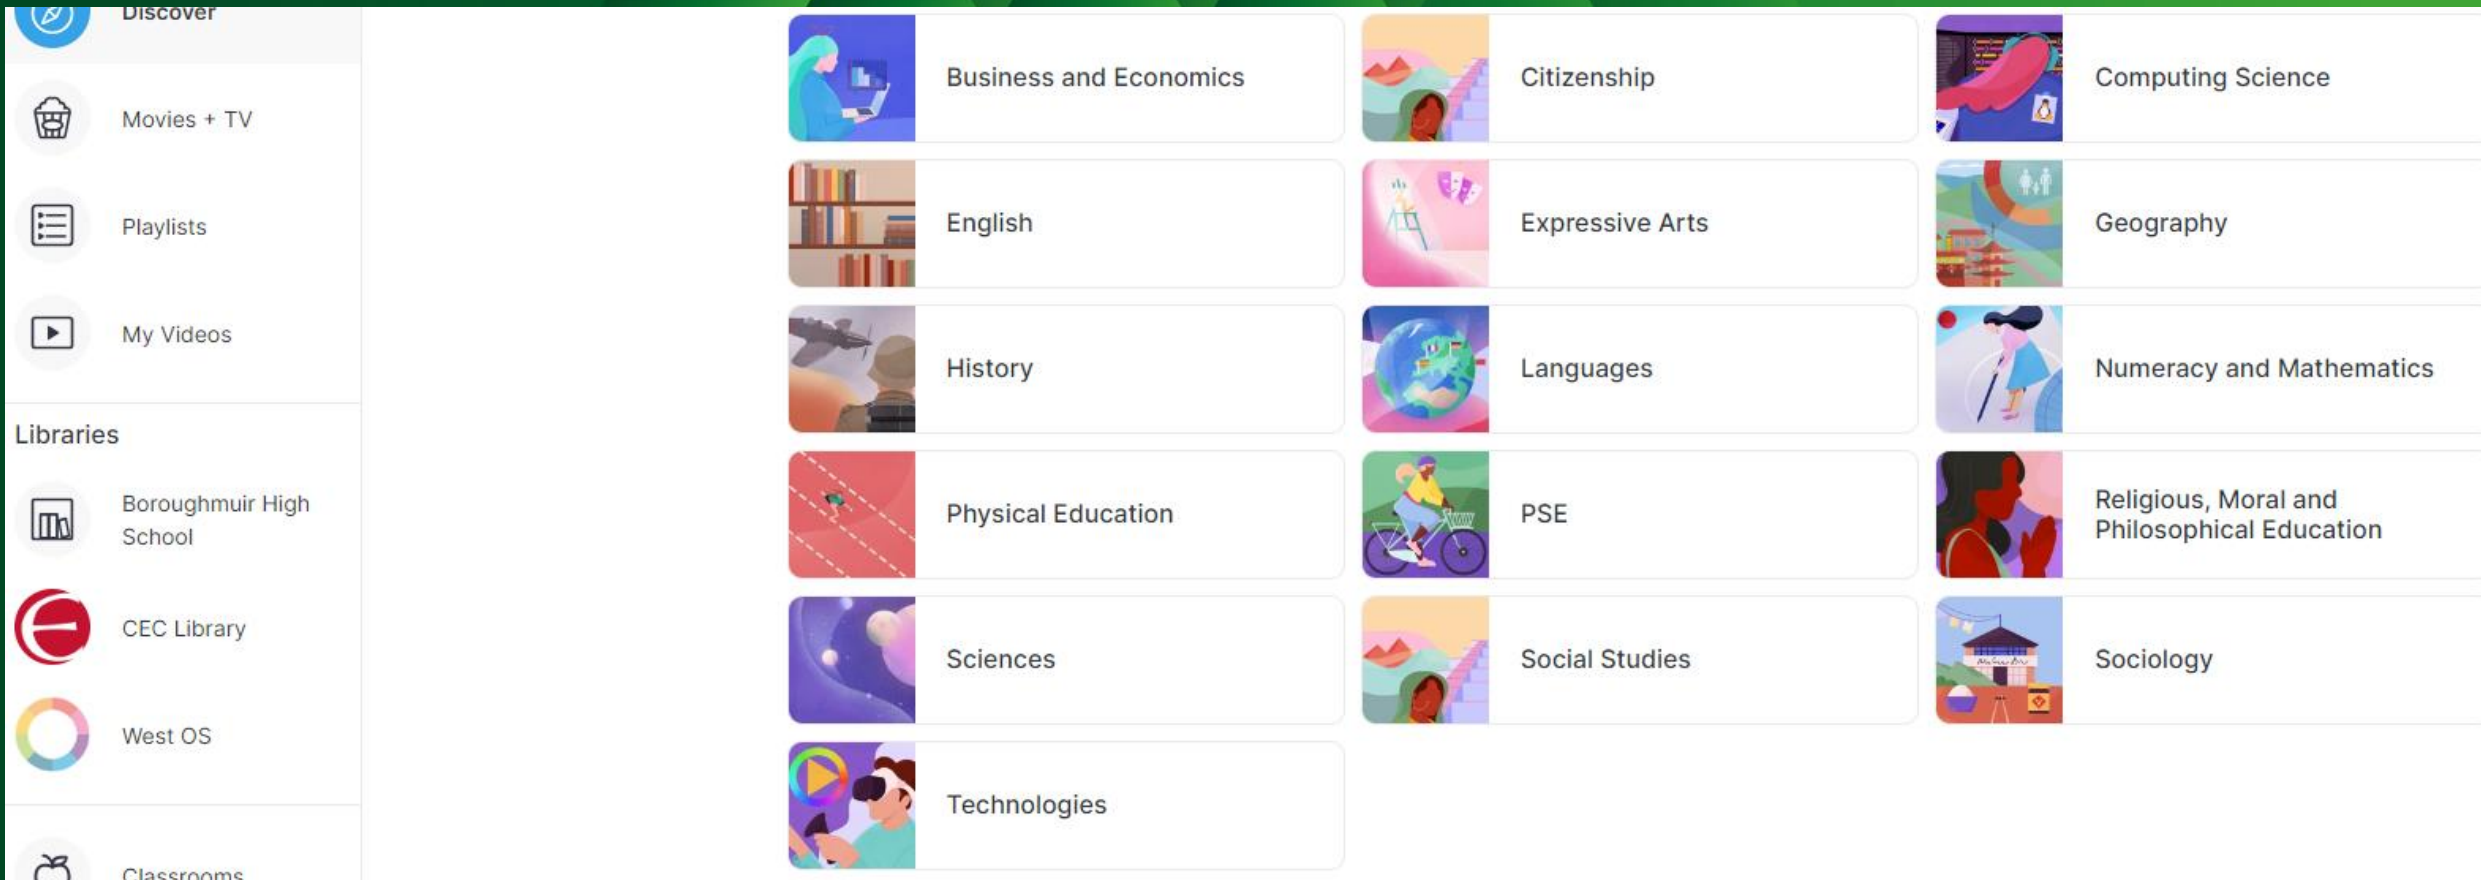 Discover
Movies + TV
Playlists
My Videos
Libraries
Boroughmuir High
School
CEC Library
West OS
Classrooms
Business and Economics
Citizenship
Computing Science
English
Expressive Arts
Geography
History
Languages
Numeracy and Mathematics
Physical Education
PSE
Religious, Moral and
Philosophical Education
Sciences
Social Studies
Sociology
Technologies